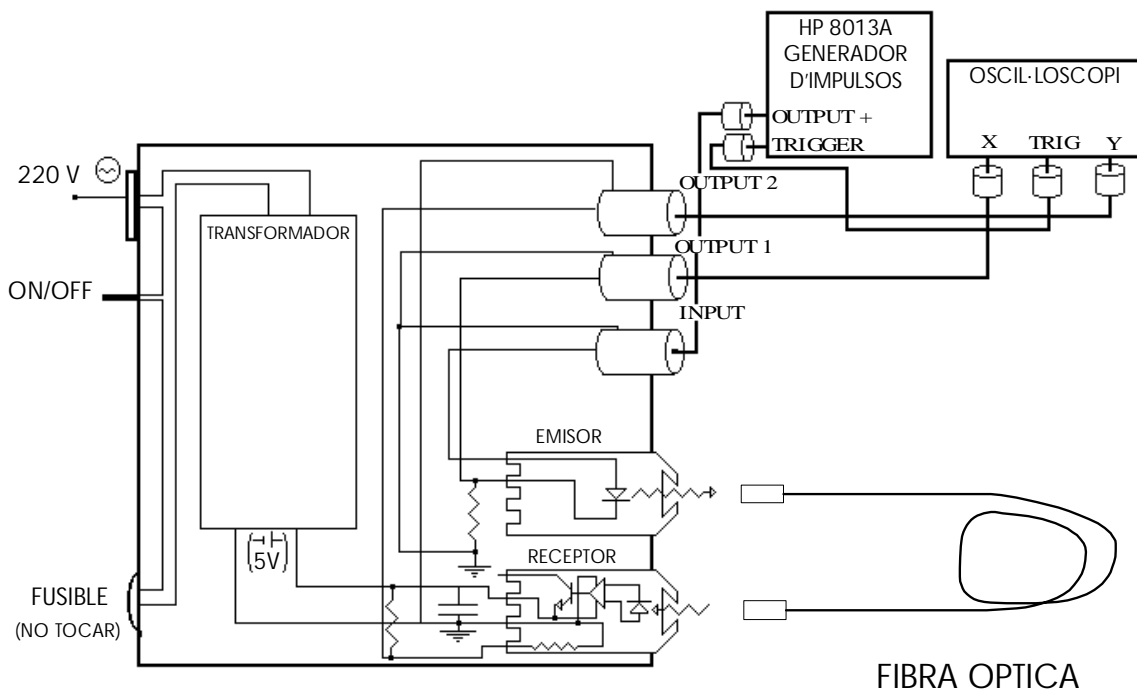 HP 8013A
GENERADOR
D'IMPULSOS
OUTPUT +
TRIGGER
OSCIL·LOSCOPI
X TRIG Y
220 V
TRANSFORMADOR
ON/OFF
5V
FUSIBLE
(NO TOCAR)
OUTPUT 2
OUTPUT 1
INPUT
EMISOR
RECEPTOR
FIBRA OPTICA